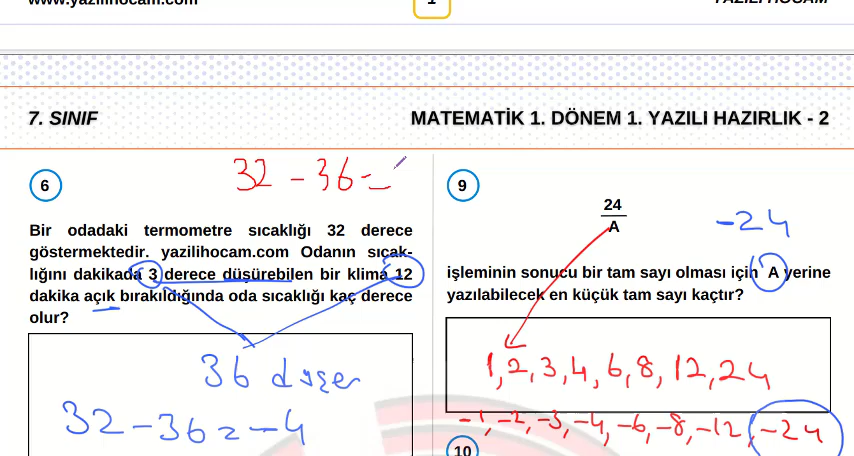 www.yazilihocam.com
1
YAZILI HOCAM
7. SINIF
MATEMATİK 1. DÖNEM 1. YAZILI HAZIRLIK - 2
6
32 - 36 =
Bir odadaki termometre sıcaklığı 32 derece
göstermektedir. yazilihocam.com Odanın sıcak-
lığını dakikada 3 derece düşürebilen bir klima 12
dakika açık bırakıldığında oda sıcaklığı kaç derece
olur?
36 düşer
32 - 36 = -4
9
24
A
-24
işleminin sonucu bir tam sayı olması için A yerine
yazılabilecek en küçük tam sayı kaçtır?
1, 2, 3, 4, 6, 8, 12, 24
-1, -2, -3, -4, -6, -8, -12, -24
10